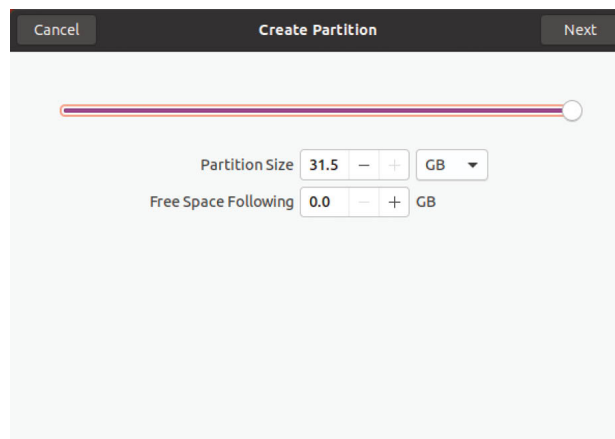 Cancel Create Partition Next
Partition Size 31.5 − + GB
Free Space Following 0.0 − + GB